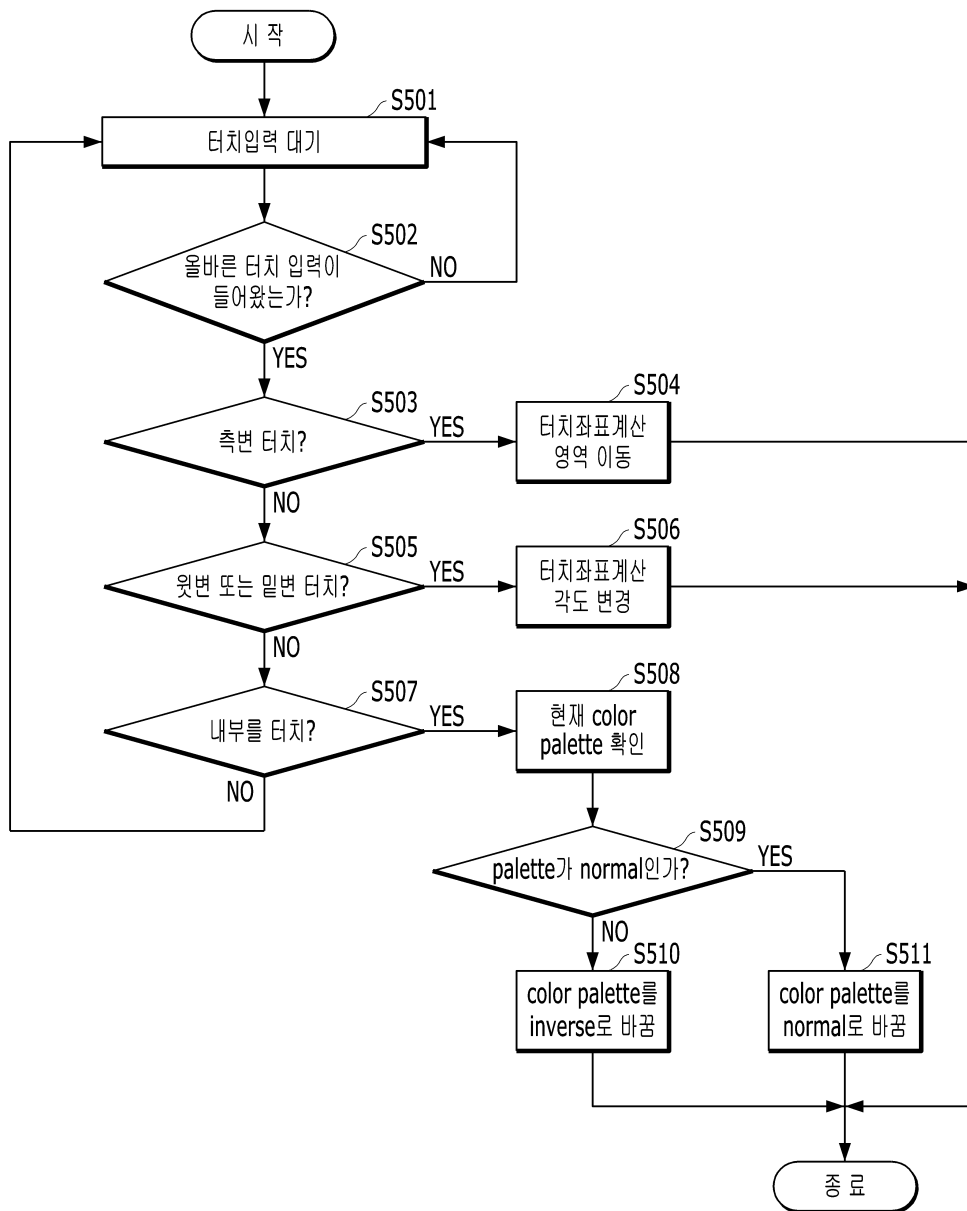 시 작
S501
터치입력 대기
S502
올바른 터치 입력이
들어왔는가?
NO
YES
S503
측변 터치?
YES
S504
터치좌표계산
영역 이동
NO
S505
윗변 또는 밑변 터치?
YES
S506
터치좌표계산
각도 변경
NO
S507
내부를 터치?
YES
S508
현재 color
palette 확인
NO
S509
palette가 normal인가?
YES
NO
S510
color palette를
inverse로 바꿈
S511
color palette를
normal로 바꿈
종 료